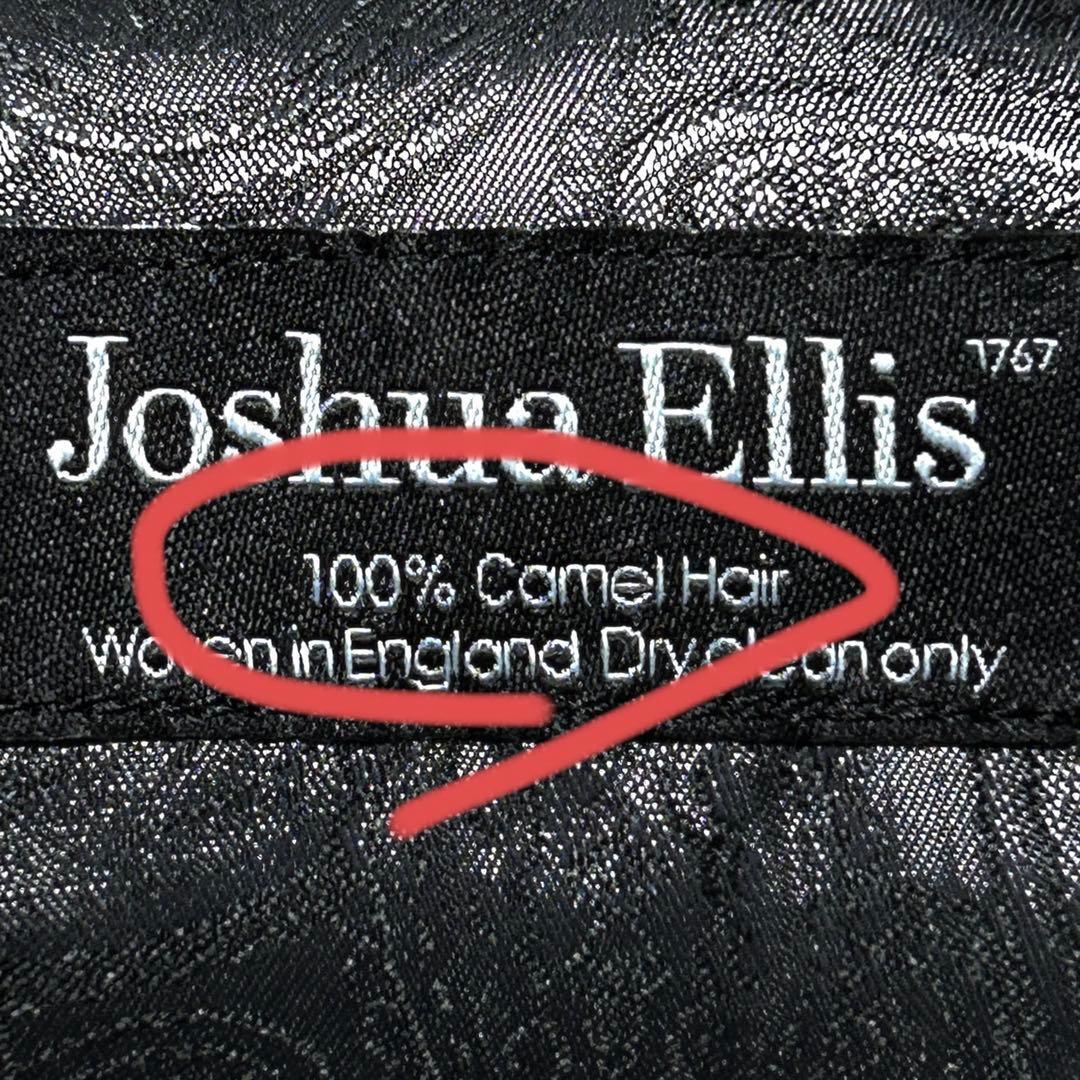 Joshua Ellis 1767
100% Camel Hair
Woven in England Dry clean only